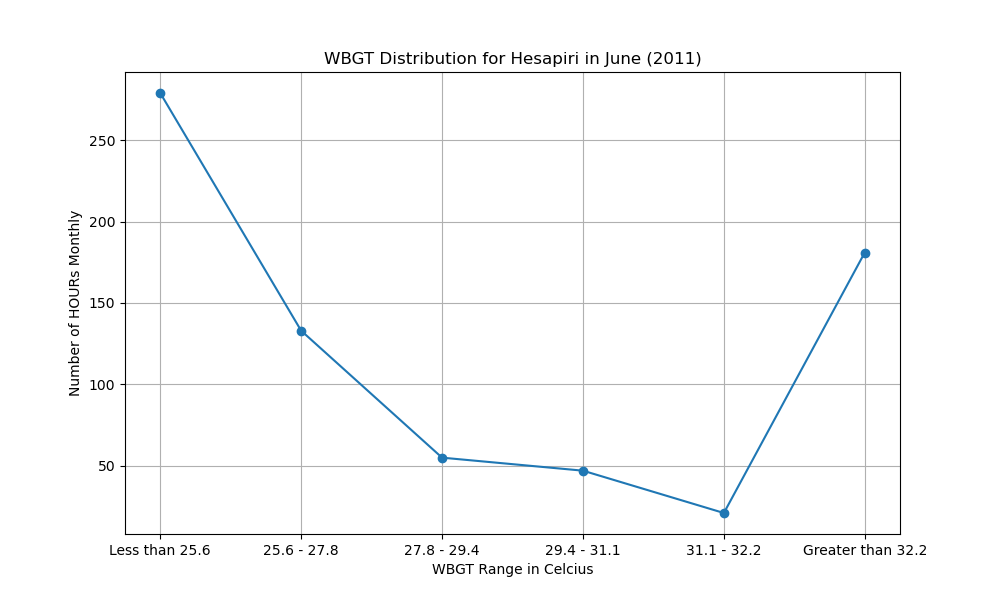 WBGT Distribution for Hesapiri in June (2011)
Number of HOURs Monthly
250
200
150
100
50
Less than 25.6 25.6 - 27.8 27.8 - 29.4 29.4 - 31.1 31.1 - 32.2 Greater than 32.2
WBGT Range in Celcius